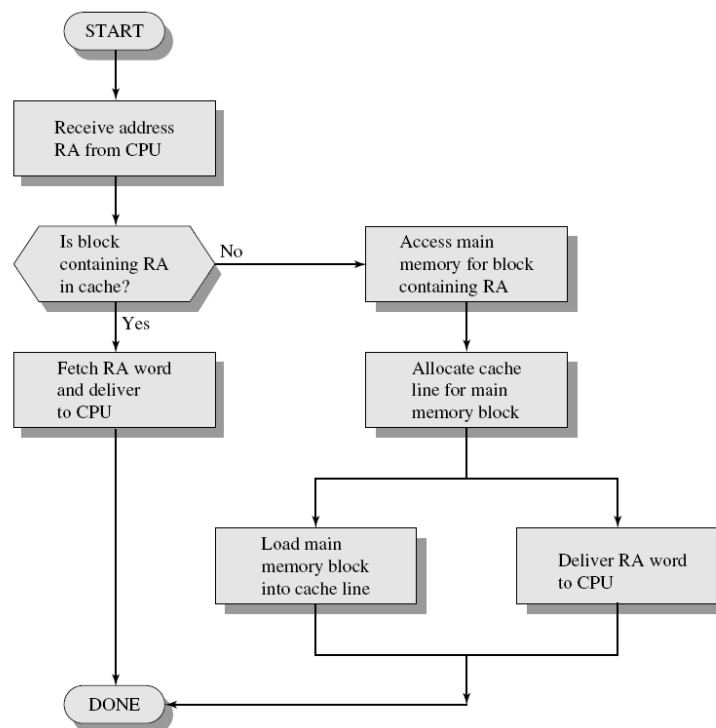 START
Receive address
RA from CPU
Is block
containing RA
in cache?
No
Access main
memory for block
containing RA
Yes
Fetch RA word
and deliver
to CPU
Allocate cache
line for main
memory block
Load main
memory block
into cache line
Deliver RA word
to CPU
DONE